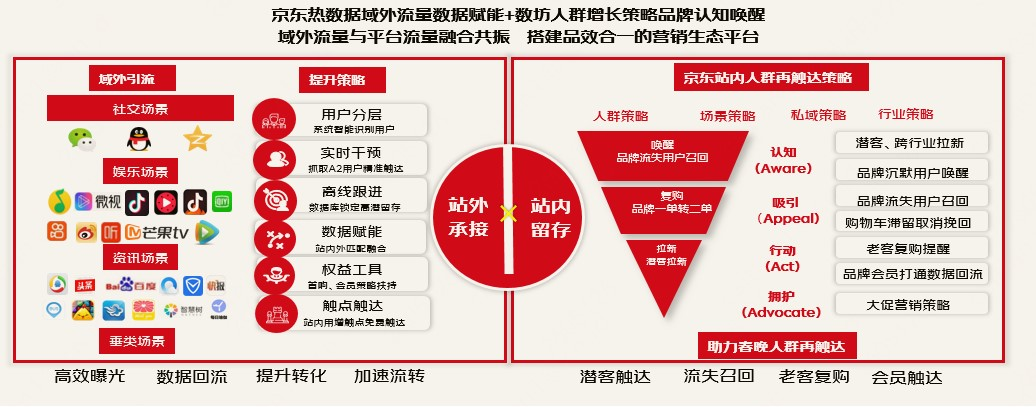 京东热数据域外流量数据赋能+数坊人群增长策略品牌认知唤醒
域外流量与平台流量融合共振 搭建品效合一的营销生态平台
域外引流
社交场景
娱乐场景
微视
听
芒果tv
资讯场景
头条
Bai百度
快报
智慧树
垂类场景
提升策略
用户分层
系统智能识别用户
实时干预
抓取A2用户精准触达
离线跟进
数据库锁定高潜留存
数据赋能
站内外匹配融合
权益工具
首购、会员策略扶持
触点触达
站内用增触点免费触达
站外
承接
站内
留存
京东站内人群再触达策略
人群策略 场景策略 私域策略 行业策略
唤醒
品牌流失用户召回
复购
品牌一单转二单
拉新
潜客拉新
认知
(Aware)
吸引
(Appeal)
行动
(Act)
拥护
(Advocate)
潜客、跨行业拉新
品牌沉默用户唤醒
品牌流失用户召回
购物车滞留取消挽回
老客复购提醒
品牌会员打通数据回流
大促营销策略
助力春晚人群再触达
高效曝光 数据回流 提升转化 加速流转
潜客触达 流失召回 老客复购 会员触达